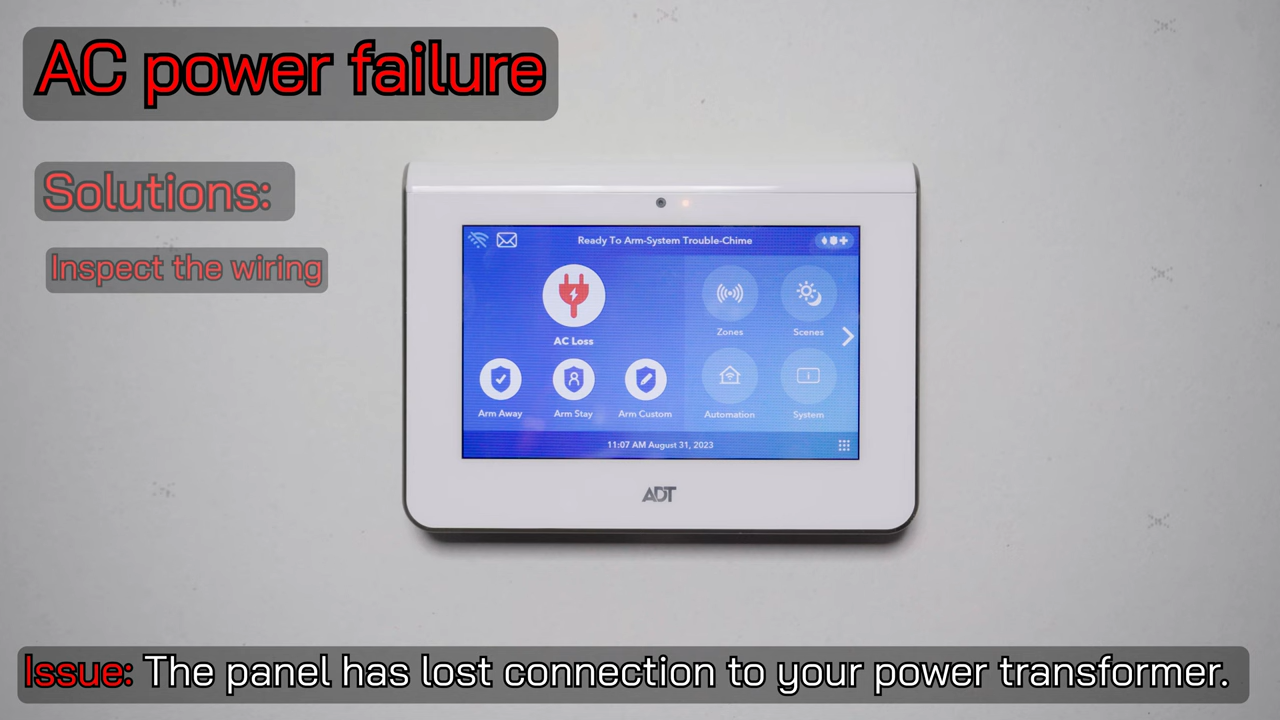 AC power failure
Solutions:
Inspect the wiring
Ready To Arm-System Trouble-Chime
AC Loss
Zones
Scenes
Arm Away
Arm Stay
Arm Custom
Automation
System
11:07 AM August 31, 2023
ADT
Issue: The panel has lost connection to your power transformer.